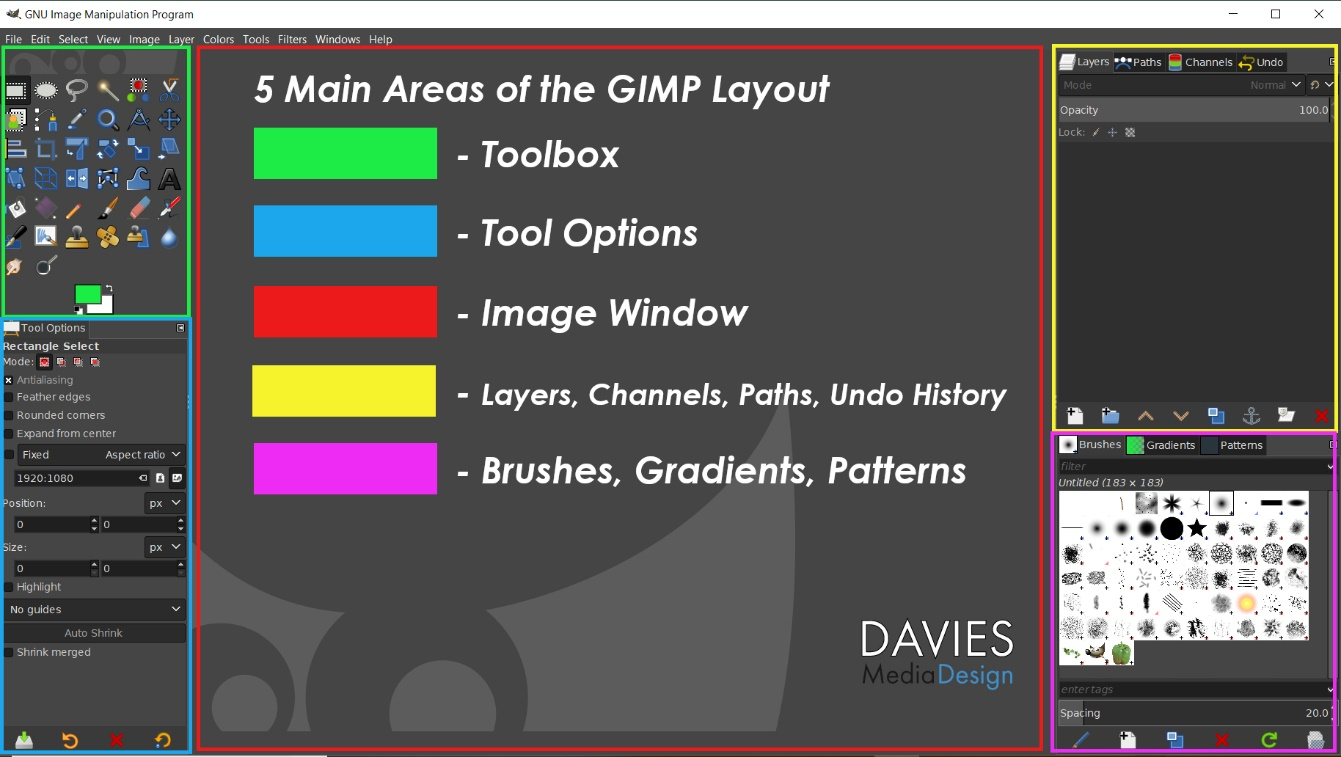 GNU Image Manipulation Program
File Edit Select View Image Layer Colors Tools Filters Windows Help
5 Main Areas of the GIMP Layout
- Toolbox
- Tool Options
- Image Window
- Layers, Channels, Paths, Undo History
- Brushes, Gradients, Patterns
DAVIES
MediaDesign
Tool Options
Rectangle Select
Mode:
Antialiasing
Feather edges
Rounded corners
Expand from center
Fixed Aspect ratio
1920:1080
Position: px
0 0
Size: px
0 0
Highlight
No guides
Auto Shrink
Shrink merged
Layers Paths Channels Undo
Mode Normal
Opacity 100.0
Lock:
Brushes Gradients Patterns
filter
Untitled (183 × 183)
enter tags
Spacing 20.0